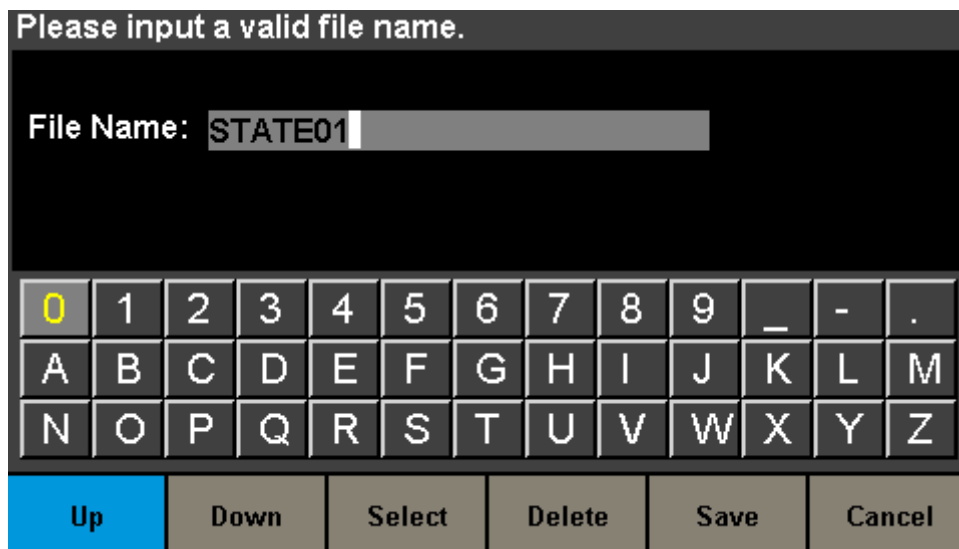 Please input a valid file name.
File Name: STATE01
0 1 2 3 4 5 6 7 8 9 _ - .
A B C D E F G H I J K L M
N O P Q R S T U V W X Y Z
Up Down Select Delete Save Cancel